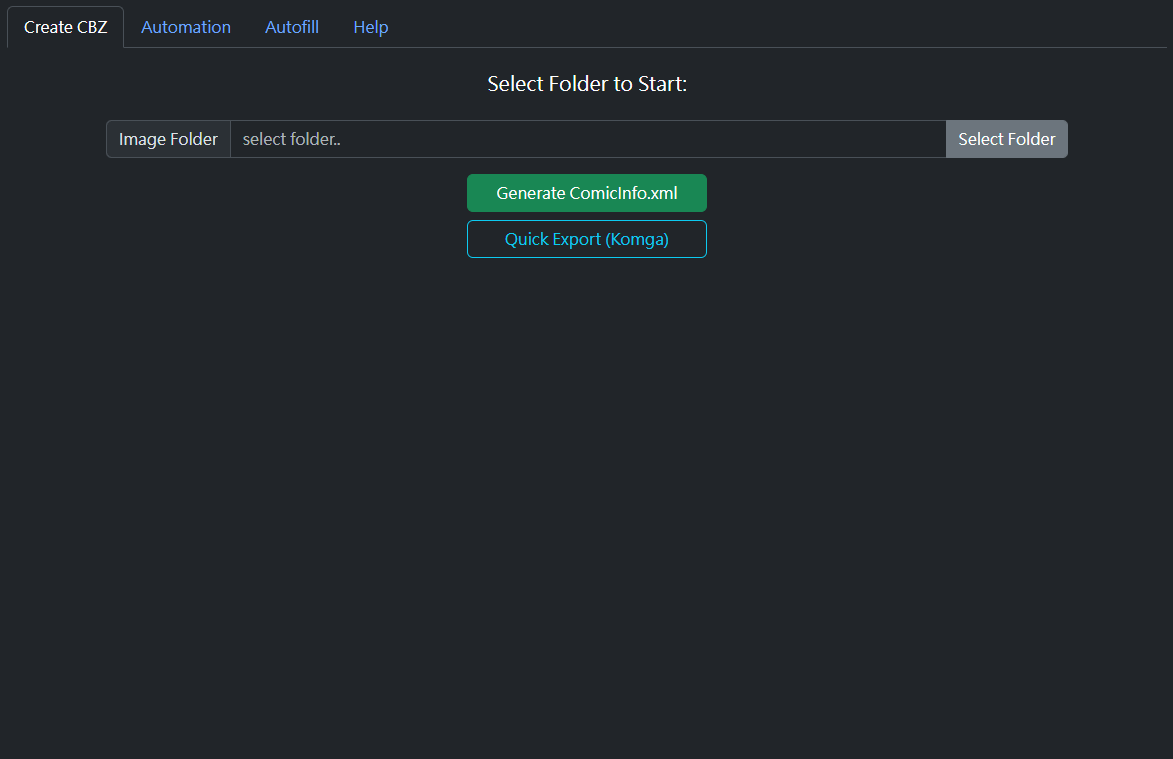 Create CBZ Automation Autofill Help
Select Folder to Start:
Image Folder select folder.. Select Folder
Generate ComicInfo.xml
Quick Export (Komga)